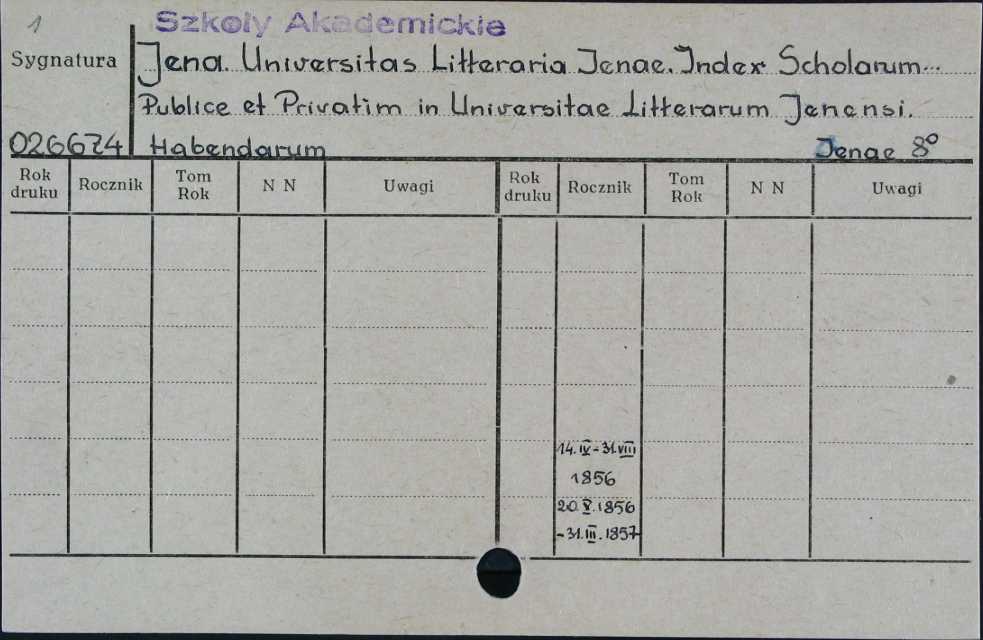 1
Szkoły Akademickie
Sygnatura
Jena. Universitas Litteraria Jenae. Index Scholarum...
Publice et Privatim in Universitae Litterarum Jenensi.
026674 Habendarum Jenae 8°
Rok druku Rocznik Tom Rok N N Uwagi Rok druku Rocznik Tom Rok N N Uwagi
14.IV-31.VIII
1856
20.X.1856
-31.III.1857